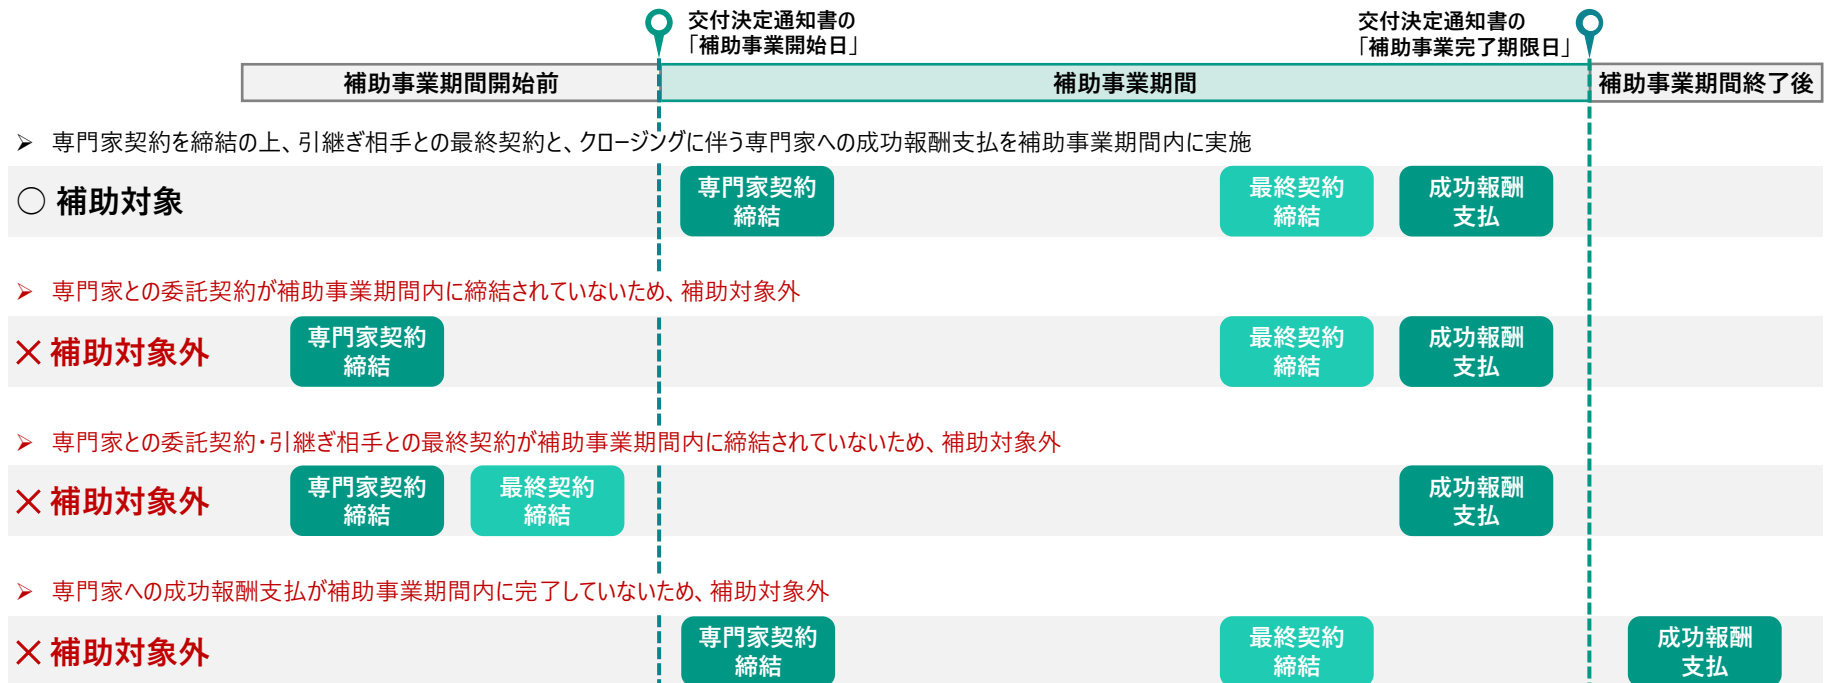 交付決定通知書の
「補助事業開始日」
交付決定通知書の
「補助事業完了期限日」
補助事業期間開始前
補助事業期間
補助事業期間終了後
➢ 専門家契約を締結の上、引継ぎ相手との最終契約と、クロージングに伴う専門家への成功報酬支払を補助事業期間内に実施
○ 補助対象
専門家契約
締結
最終契約
締結
成功報酬
支払
➢ 専門家との委託契約が補助事業期間内に締結されていないため、補助対象外
× 補助対象外
専門家契約
締結
最終契約
締結
成功報酬
支払
➢ 専門家との委託契約・引継ぎ相手との最終契約が補助事業期間内に締結されていないため、補助対象外
× 補助対象外
専門家契約
締結
最終契約
締結
成功報酬
支払
➢ 専門家への成功報酬支払が補助事業期間内に完了していないため、補助対象外
× 補助対象外
専門家契約
締結
最終契約
締結
成功報酬
支払